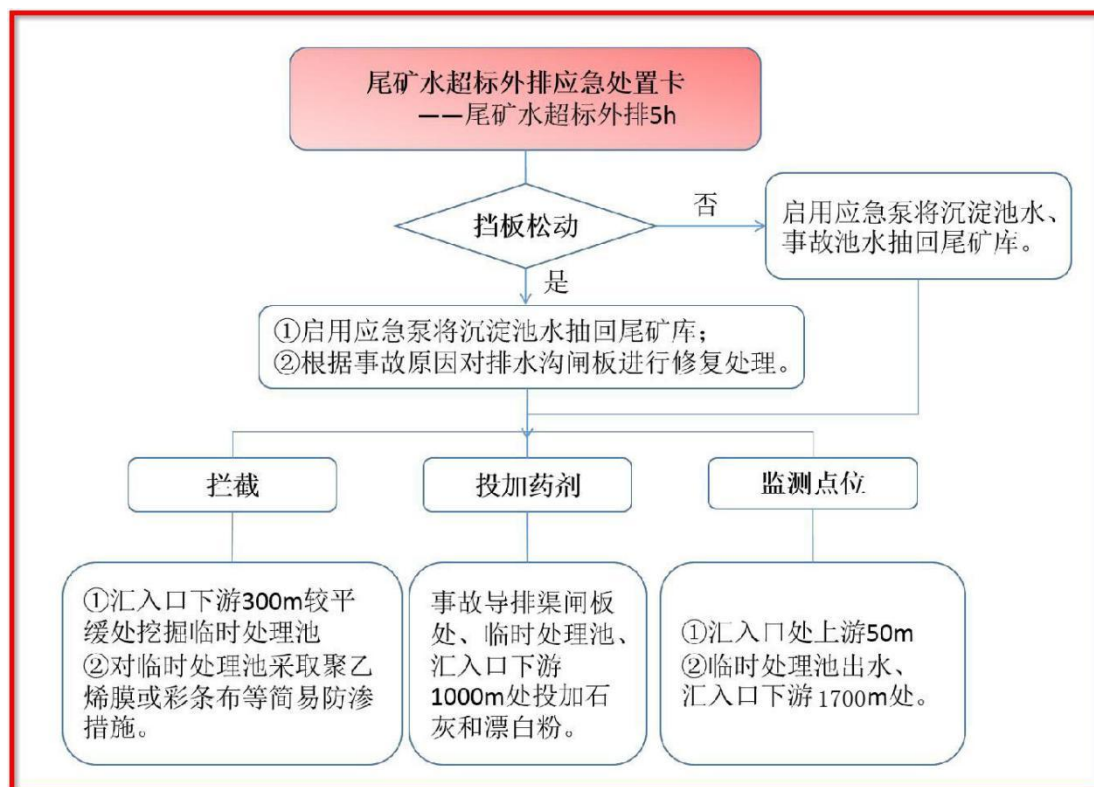 尾矿水超标外排应急处置卡
——尾矿水超标外排5h
挡板松动
否
启用应急泵将沉淀池水、
事故池水抽回尾矿库。
是
①启用应急泵将沉淀池水抽回尾矿库；
②根据事故原因对排水沟闸板进行修复处理。
拦截
投加药剂
监测点位
①汇入口下游300m较平
缓处挖掘临时处理池
②对临时处理池采取聚乙
烯膜或彩条布等简易防渗
措施。
事故导排渠闸板
处、临时处理池、
汇入口下游
1000m处投加石
灰和漂白粉。
①汇入口处上游50m
②临时处理池出水、
汇入口下游1700m处。